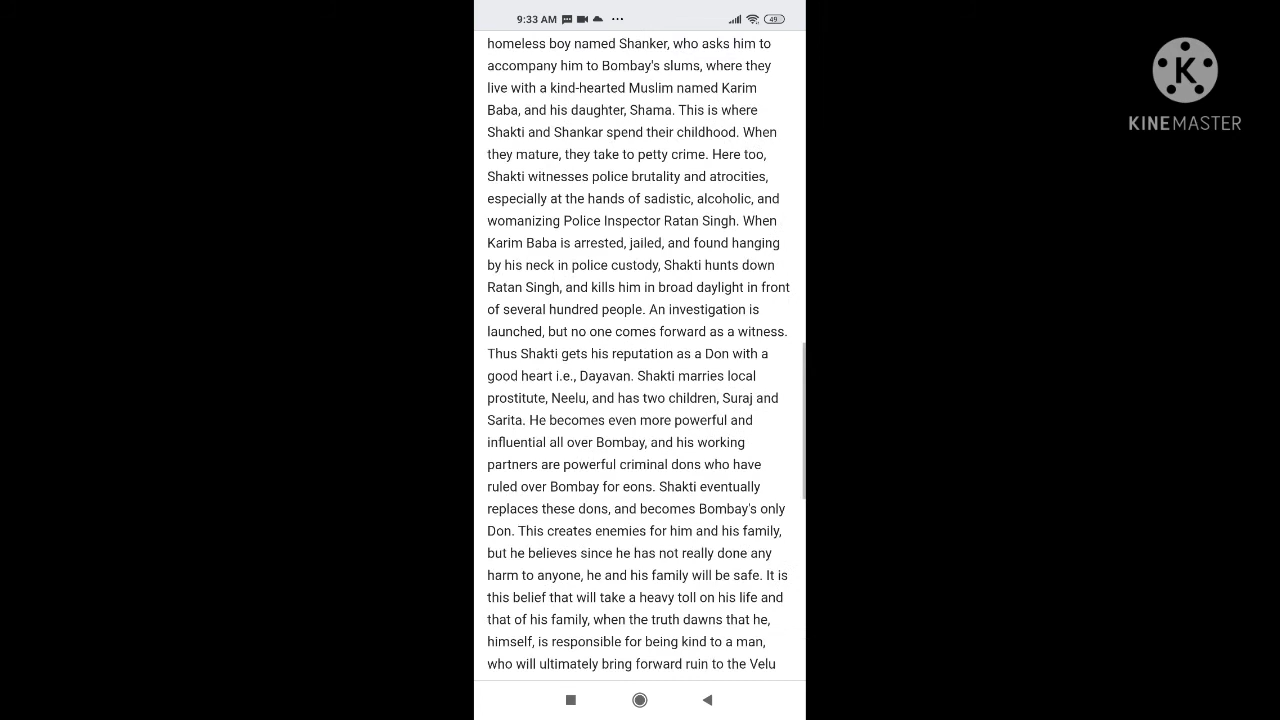 9:33 AM
49
homeless boy named Shanker, who asks him to
accompany him to Bombay's slums, where they
live with a kind-hearted Muslim named Karim
Baba, and his daughter, Shama. This is where
Shakti and Shankar spend their childhood. When
they mature, they take to petty crime. Here too,
Shakti witnesses police brutality and atrocities,
especially at the hands of sadistic, alcoholic, and
womanizing Police Inspector Ratan Singh. When
Karim Baba is arrested, jailed, and found hanging
by his neck in police custody, Shakti hunts down
Ratan Singh, and kills him in broad daylight in front
of several hundred people. An investigation is
launched, but no one comes forward as a witness.
Thus Shakti gets his reputation as a Don with a
good heart i.e., Dayavan. Shakti marries local
prostitute, Neelu, and has two children, Suraj and
Sarita. He becomes even more powerful and
influential all over Bombay, and his working
partners are powerful criminal dons who have
ruled over Bombay for eons. Shakti eventually
replaces these dons, and becomes Bombay's only
Don. This creates enemies for him and his family,
but he believes since he has not really done any
harm to anyone, he and his family will be safe. It is
this belief that will take a heavy toll on his life and
that of his family, when the truth dawns that he,
himself, is responsible for being kind to a man,
who will ultimately bring forward ruin to the Velu
K
KINEMASTER